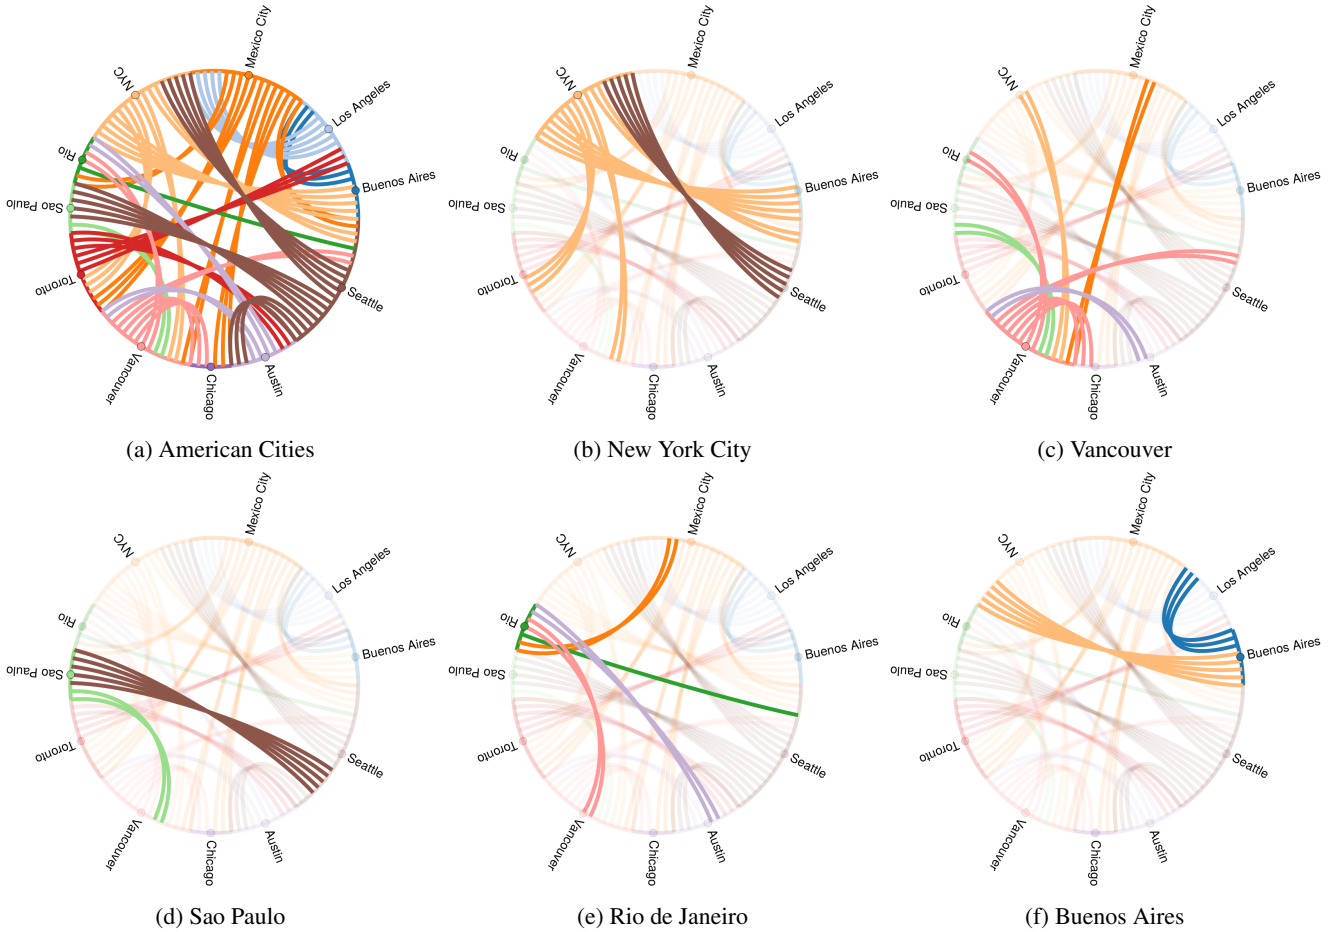 Mexico City
NYC
Los Angeles
Rio
Buenos Aires
Sao Paulo
Toronto
Seattle
Vancouver
Austin
Chicago
(a) American Cities
Mexico City
NYC
Los Angeles
Rio
Buenos Aires
Sao Paulo
Toronto
Seattle
Vancouver
Austin
Chicago
(b) New York City
Mexico City
NYC
Los Angeles
Rio
Buenos Aires
Sao Paulo
Toronto
Seattle
Vancouver
Austin
Chicago
(c) Vancouver
Mexico City
NYC
Los Angeles
Rio
Buenos Aires
Sao Paulo
Toronto
Seattle
Vancouver
Austin
Chicago
(d) Sao Paulo
Mexico City
NYC
Los Angeles
Rio
Buenos Aires
Sao Paulo
Toronto
Seattle
Vancouver
Austin
Chicago
(e) Rio de Janeiro
Mexico City
NYC
Los Angeles
Rio
Buenos Aires
Sao Paulo
Toronto
Seattle
Vancouver
Austin
Chicago
(f) Buenos Aires